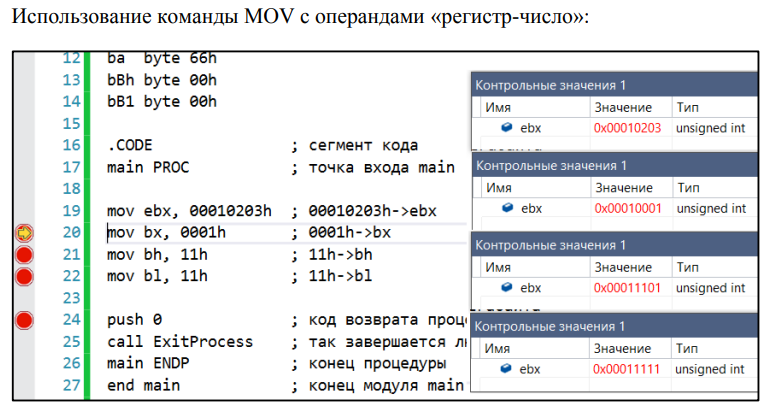 Использование команды MOV с операндами «регистр-число»:
12 ba byte 66h
13 bBh byte 00h
14 bB1 byte 00h
15
16 .CODE ; сегмент кода
17 main PROC ; точка входа main
18
19 mov ebx, 00010203h ; 00010203h->ebx
20 mov bx, 0001h ; 0001h->bx
21 mov bh, 11h ; 11h->bh
22 mov bl, 11h ; 11h->bl
23
24 push 0 ; код возврата
25 call ExitProcess ; так завершается
26 main ENDP ; конец процедуры
27 end main ; конец модуля main
Контрольные значения 1
Имя Значение Тип
ebx 0x00010203 unsigned int
Контрольные значения 1
Имя Значение Тип
ebx 0x00010001 unsigned int
Контрольные значения 1
Имя Значение Тип
ebx 0x00011101 unsigned int
Контрольные значения 1
Имя Значение Тип
ebx 0x00011111 unsigned int